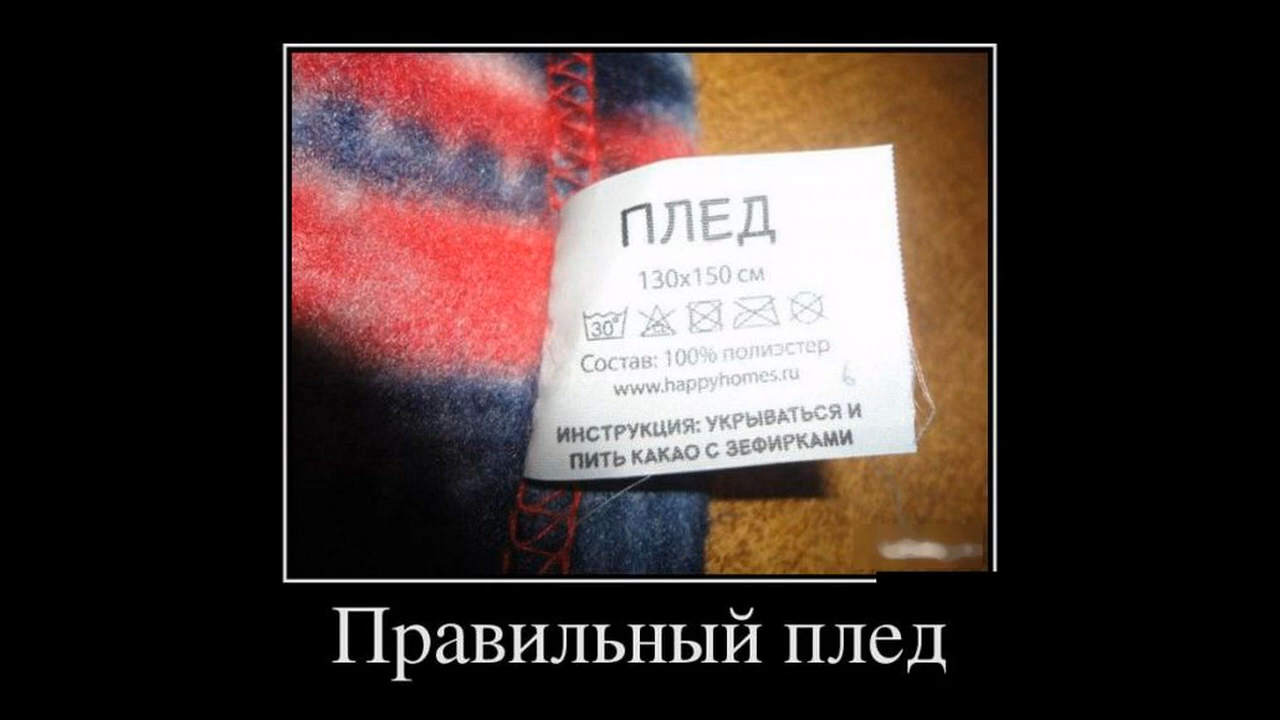 ПЛЕД
130x150 см
30°
Состав: 100% полиэстер
www.happyhomes.ru
6
ИНСТРУКЦИЯ: УКРЫВАТЬСЯ И
ПИТЬ КАКАО С ЗЕФИРКАМИ
Правильный плед